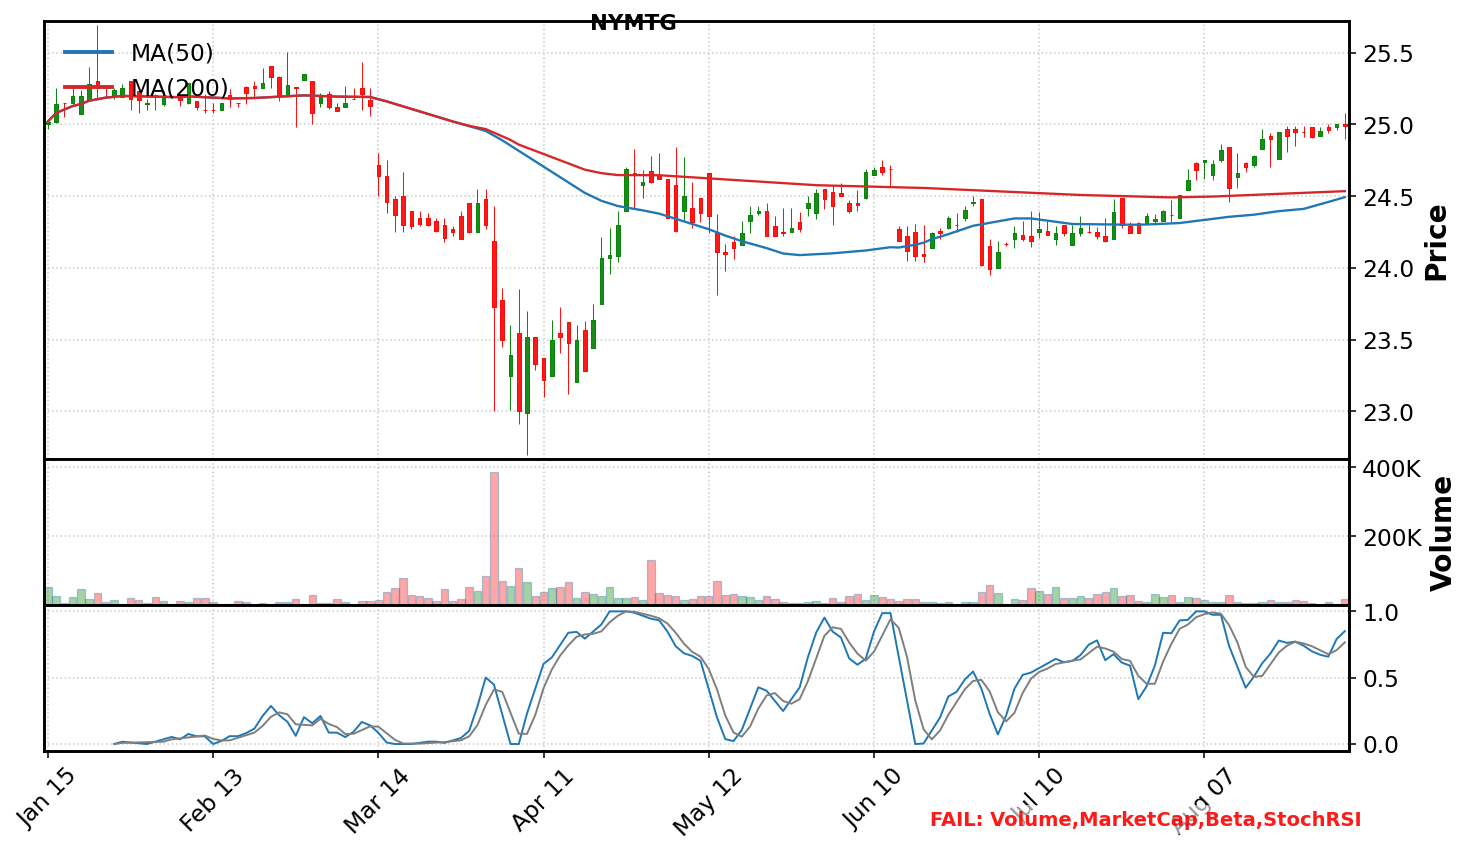 NYMTG
MA(50)
MA(200)
25.5
25.0
24.5
24.0
23.5
23.0
Price
400K
200K
Volume
1.0
0.5
0.0
Jan 15
Feb 13
Mar 14
Apr 11
May 12
Jun 10
Jul 10
Aug 07
FAIL: Volume,MarketCap,Beta,StochRSI